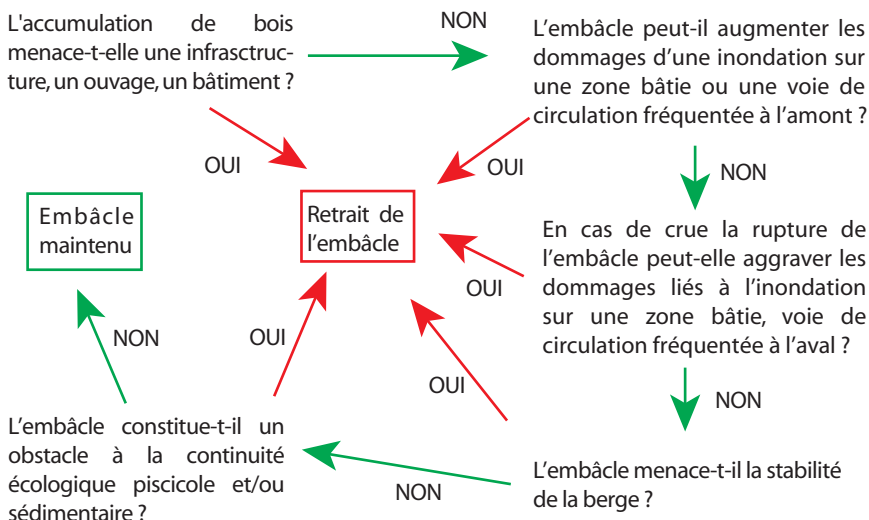 L'accumulation de bois
menace-t-elle une infrasctruc-
ture, un ouvage, un bâtiment ?
NON
L’embâcle peut-il augmenter les
dommages d’une inondation sur
une zone bâtie ou une voie de
circulation fréquentée à l’amont ?
OUI
OUI
NON
Embâcle
maintenu
Retrait de
l’embâcle
En cas de crue la rupture de
l’embâcle peut-elle aggraver les
dommages liés à l’inondation
sur une zone bâtie, voie de
circulation fréquentée à l’aval ?
OUI
NON
OUI
OUI
NON
L’embâcle constitue-t-il un
obstacle à la continuité
écologique piscicole et/ou
sédimentaire ?
NON
L’embâcle menace-t-il la stabilité
de la berge ?